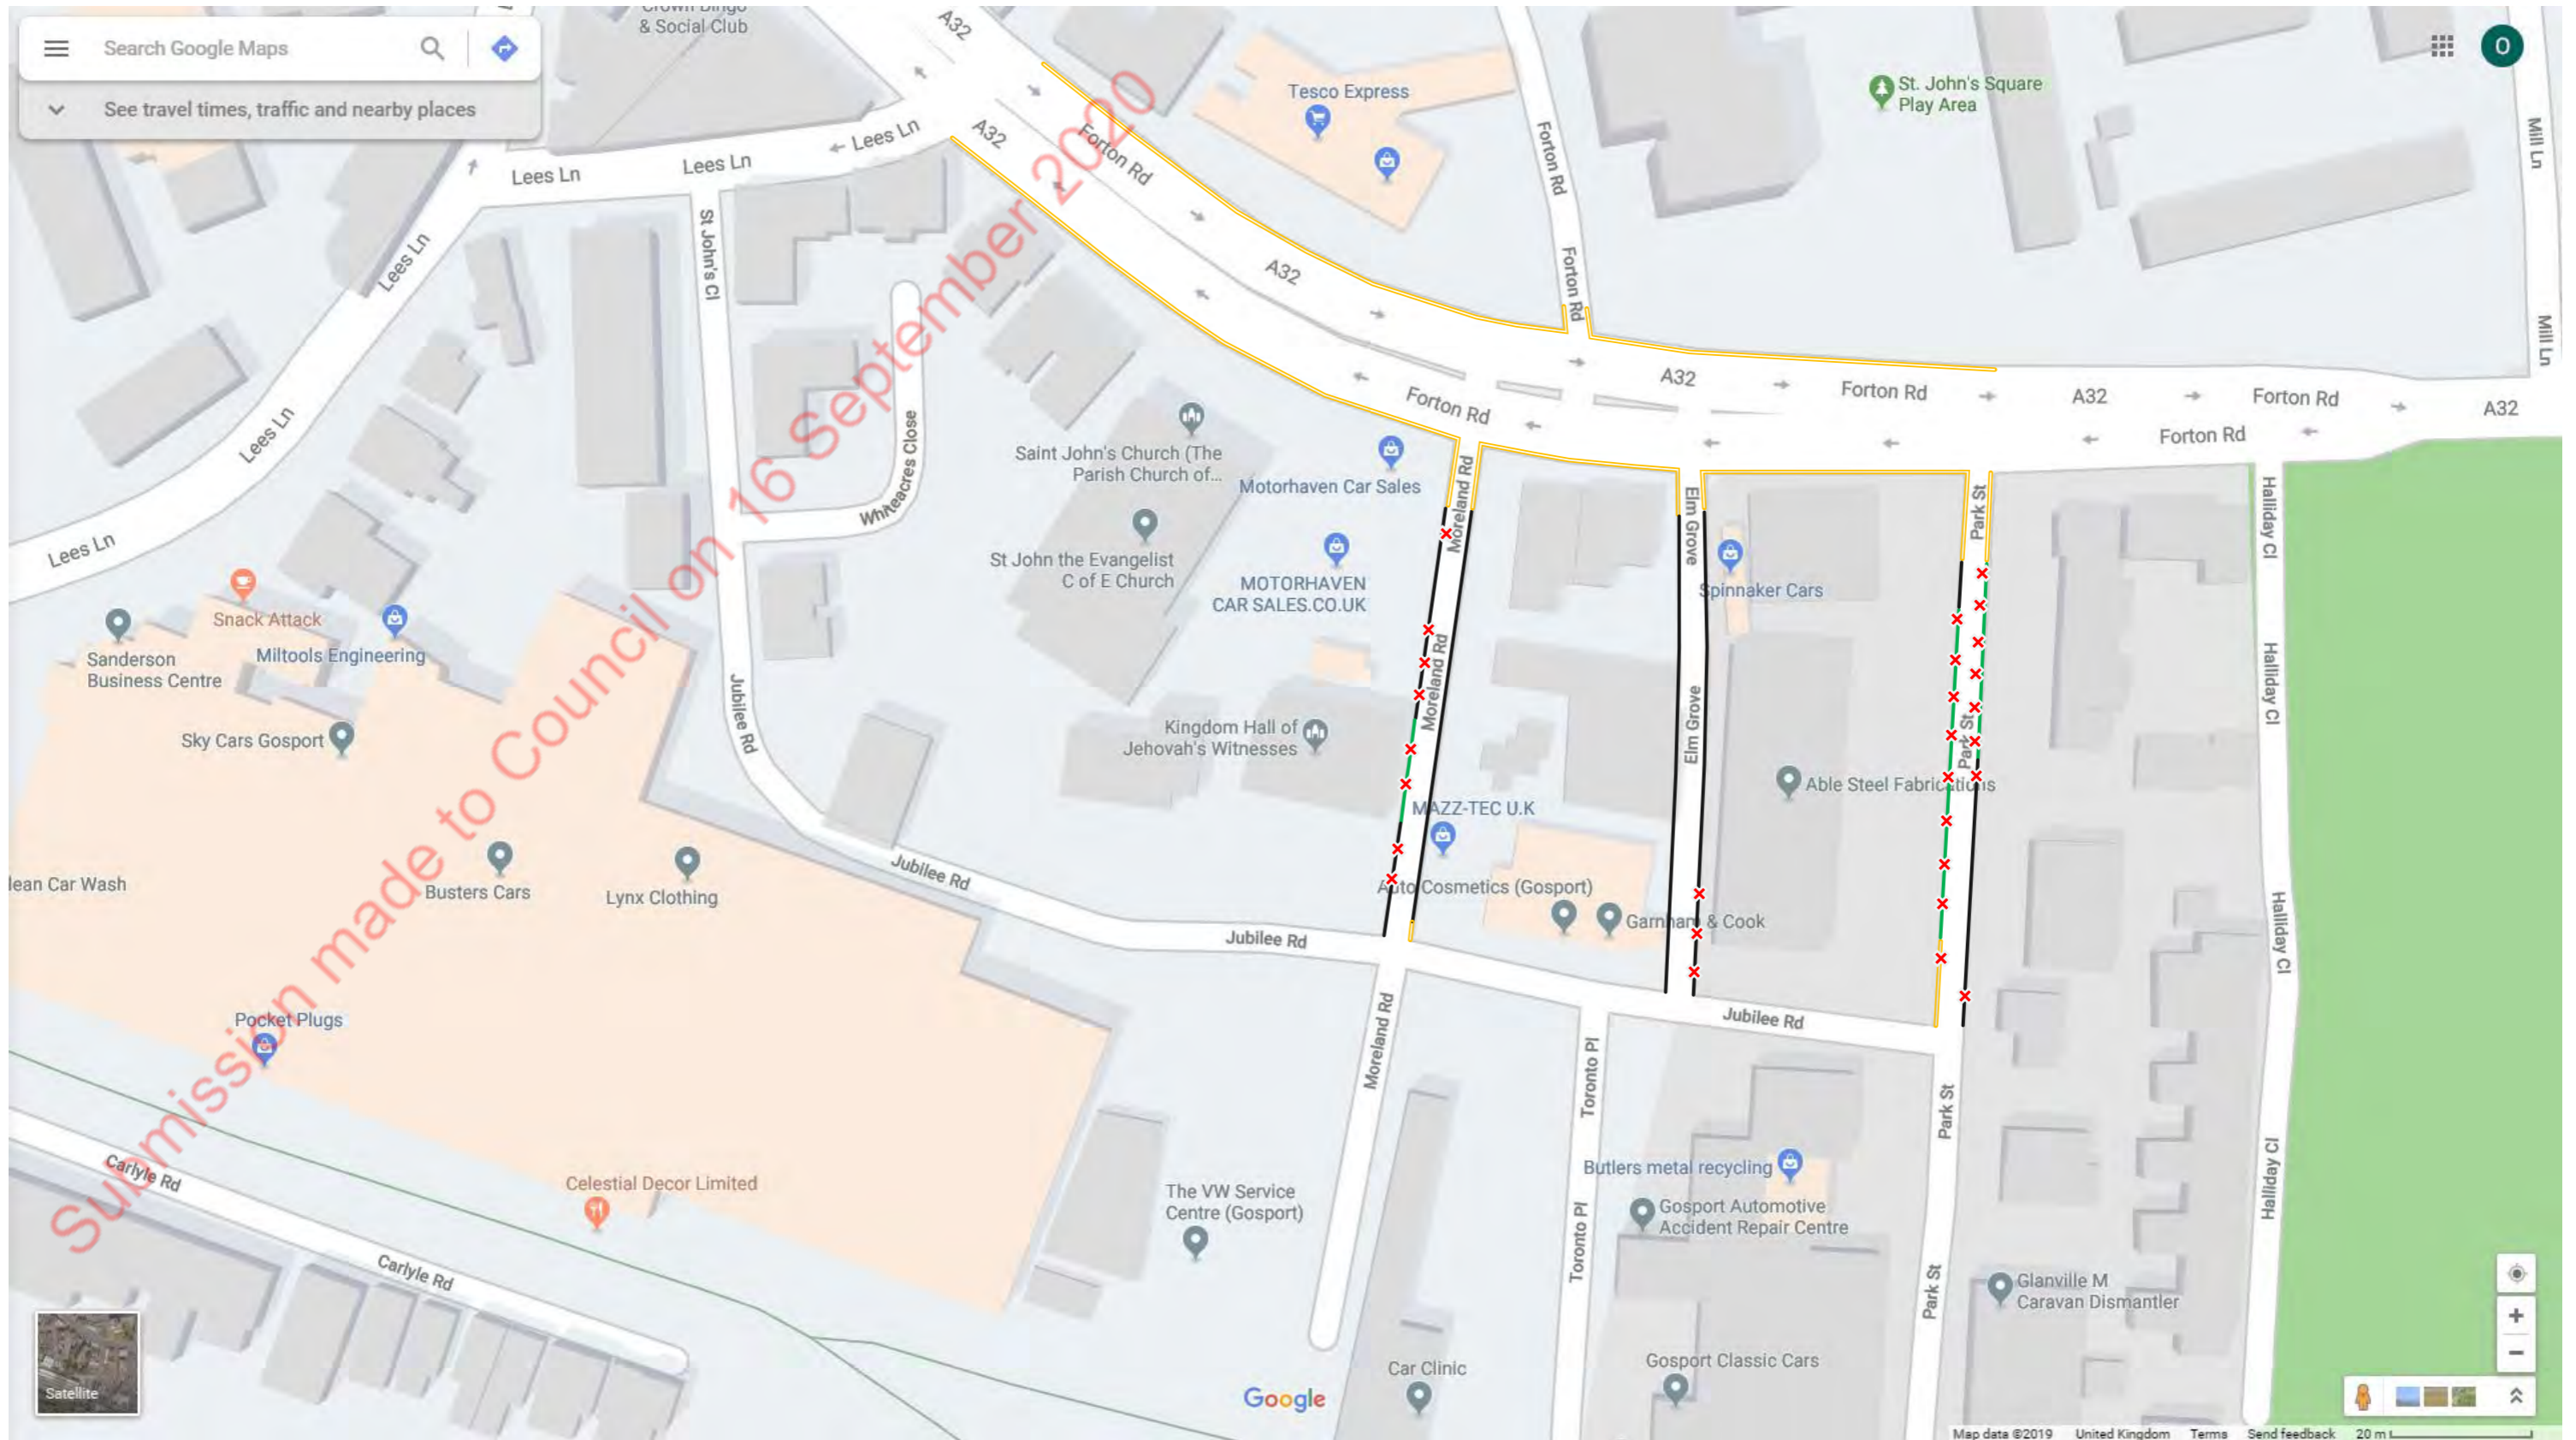 Crown Bingo
& Social Club
Search Google Maps
See travel times, traffic and nearby places
O
A32
Tesco Express
St. John's Square
Play Area
Forton Rd
Mill Ln
A32
Forton Rd
Lees Ln
Lees Ln
Lees Ln
St John's Cl
Lees Ln
A32
Forton Rd
Mill Ln
A32
Forton Rd
A32
Forton Rd
A32
Forton Rd
Forton Rd
Lees Ln
Whiteacres Close
Saint John's Church (The
Parish Church of...
Motorhaven Car Sales
Moreland Rd
Elm Grove
Park St
Halliday Cl
Lees Ln
St John the Evangelist
C of E Church
MOTORHAVEN
CAR SALES.CO.UK
Spinnaker Cars
Snack Attack
Miltools Engineering
Sanderson
Business Centre
Sky Cars Gosport
Jubilee Rd
Kingdom Hall of
Jehovah's Witnesses
Moreland Rd
Elm Grove
Park St
Halliday Cl
Able Steel Fabrications
MAZZ-TEC U.K
lean Car Wash
Busters Cars
Lynx Clothing
Jubilee Rd
Auto Cosmetics (Gosport)
Garnham & Cook
Jubilee Rd
Halliday Cl
Pocket Plugs
Moreland Rd
Jubilee Rd
Toronto Pl
Park St
Carlyle Rd
Celestial Decor Limited
The VW Service
Centre (Gosport)
Butlers metal recycling
Gosport Automotive
Accident Repair Centre
Toronto Pl
Halliday Cl
Carlyle Rd
Park St
Glanville M
Caravan Dismantler
Car Clinic
Gosport Classic Cars
Satellite
Google
Map data ©2019 United Kingdom Terms Send feedback 20 m
Submission made to Council on 16 September 2020